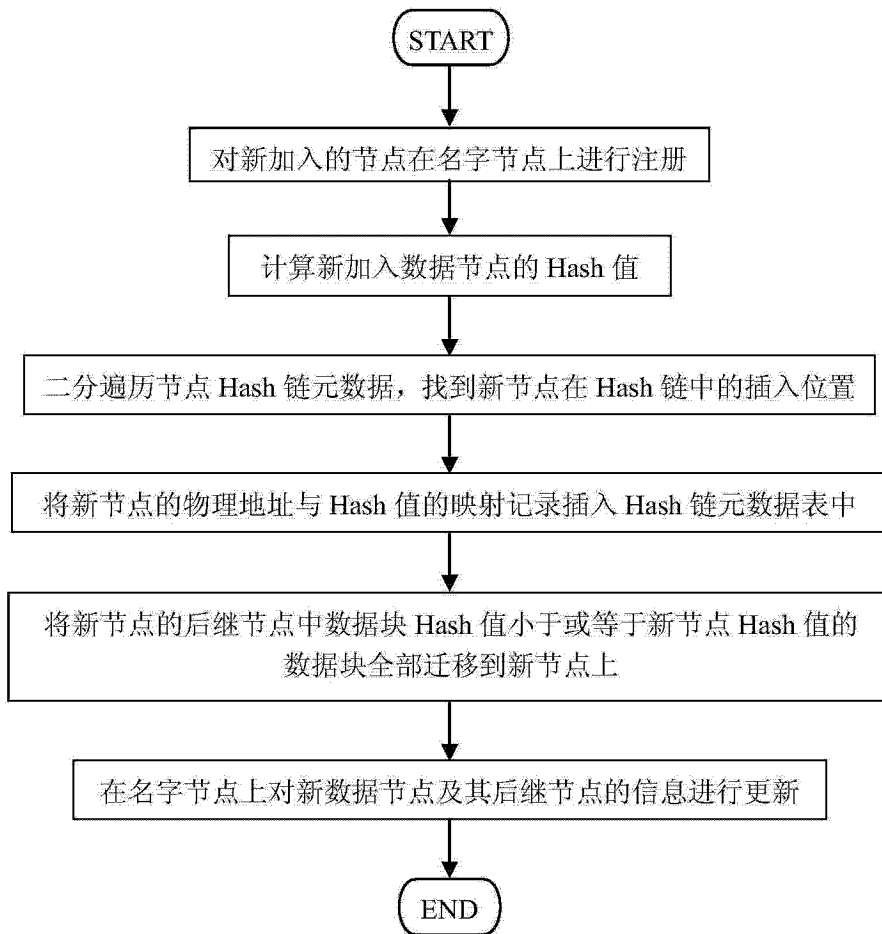 START
对新加入的节点在名字节点上进行注册
计算新加入数据节点的 Hash 值
二分遍历节点 Hash 链元数据，找到新节点在 Hash 链中的插入位置
将新节点的物理地址与 Hash 值的映射记录插入 Hash 链元数据表中
将新节点的后继节点中数据块 Hash 值小于或等于新节点 Hash 值的
数据块全部迁移到新节点上
在名字节点上对新数据节点及其后继节点的信息进行更新
END